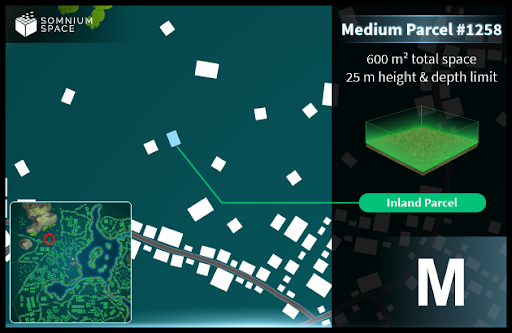 SOMNIUM
SPACE
Medium Parcel #1258
600 m² total space
25 m height & depth limit
Inland Parcel
M